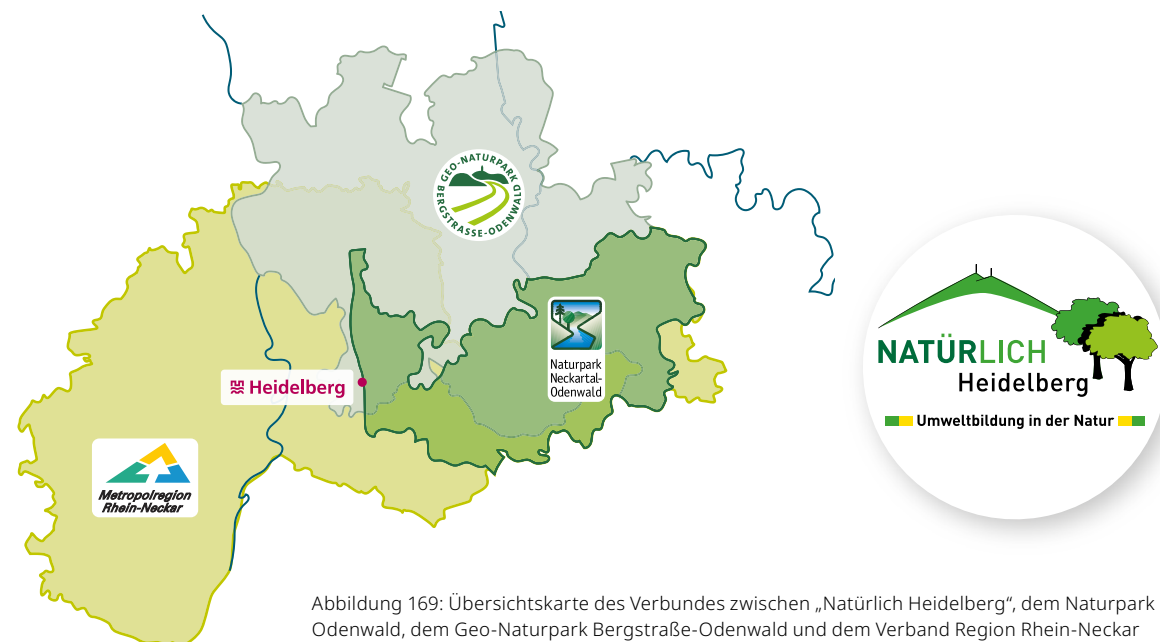 GEO-NATURPARK
BERGSTRASSE-ODENWALD
Naturpark
Neckartal-
Odenwald
Heidelberg
Metropolregion
Rhein-Neckar
NATÜRLICH
Heidelberg
Umweltbildung in der Natur
Abbildung 169: Übersichtskarte des Verbundes zwischen „Natürlich Heidelberg“, dem Naturpark
Odenwald, dem Geo-Naturpark Bergstraße-Odenwald und dem Verband Region Rhein-Neckar